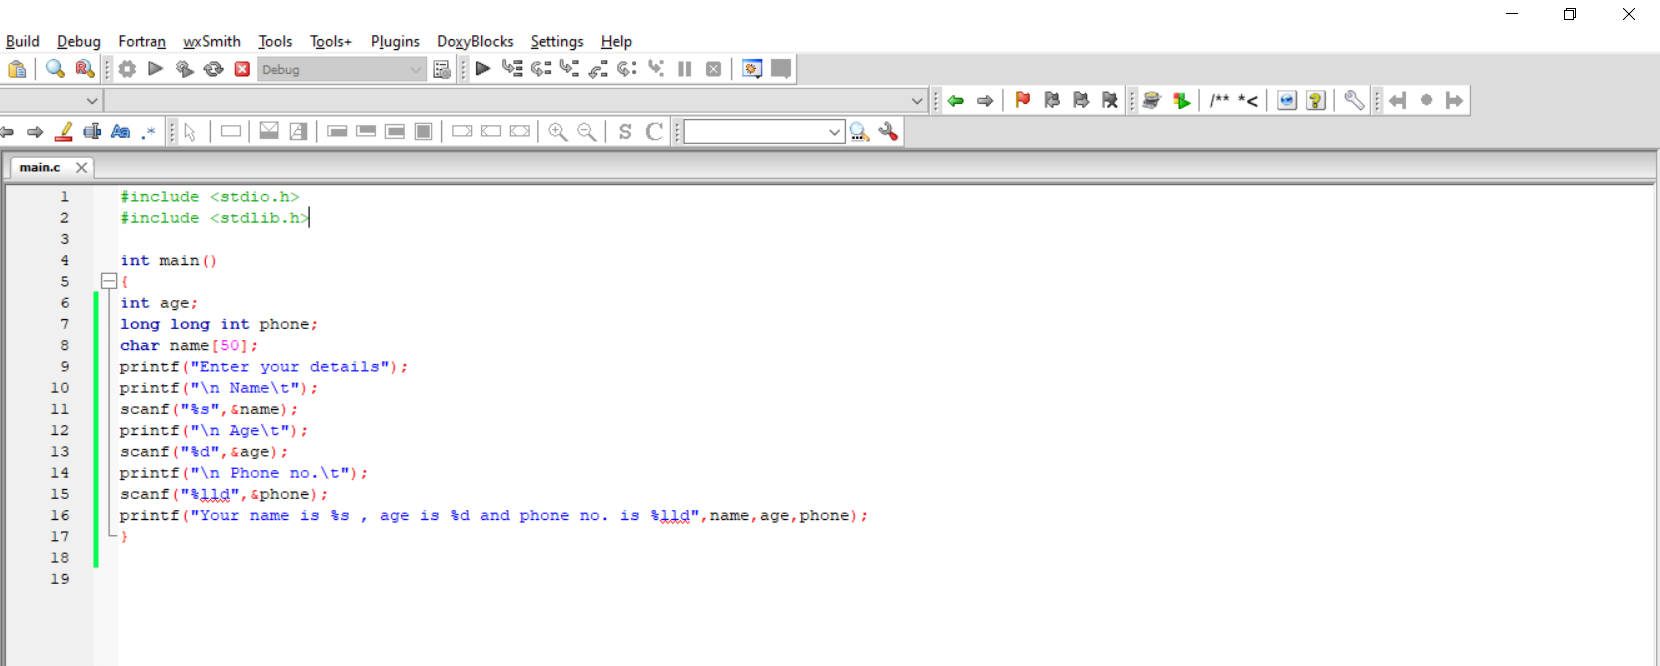 Build Debug Fortran wxSmith Tools Tools+ Plugins DoxyBlocks Settings Help
Debug
/** *<
Aa .* S C
main.c
1 #include <stdio.h>
2 #include <stdlib.h>
3
4 int main()
5 {
6 int age;
7 long long int phone;
8 char name[50];
9 printf("Enter your details");
10 printf("\n Name\t");
11 scanf("%s",&name);
12 printf("\n Age\t");
13 scanf("%d",&age);
14 printf("\n Phone no.\t");
15 scanf("%lld",&phone);
16 printf("Your name is %s , age is %d and phone no. is %lld",name,age,phone);
17 }
18
19